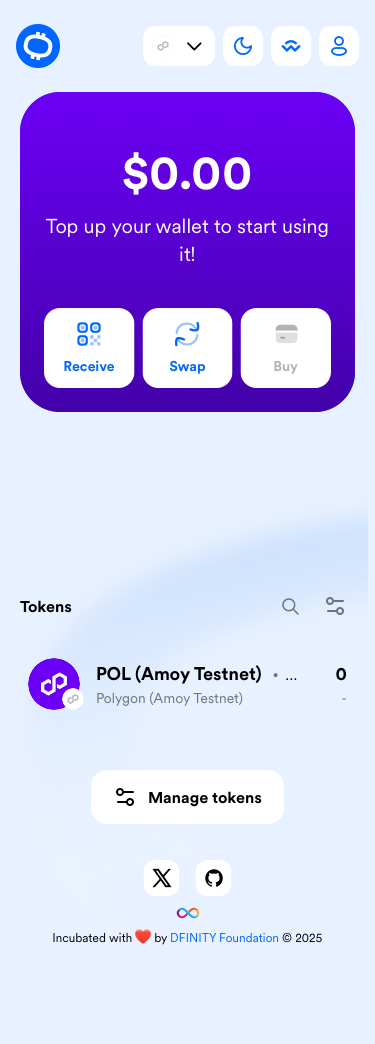 $0.00
Top up your wallet to start using
it!
Receive
Swap
Buy
Tokens
POL (Amoy Testnet) • ...
0
Polygon (Amoy Testnet)
-
Manage tokens
Incubated with ❤️ by DFINITY Foundation © 2025